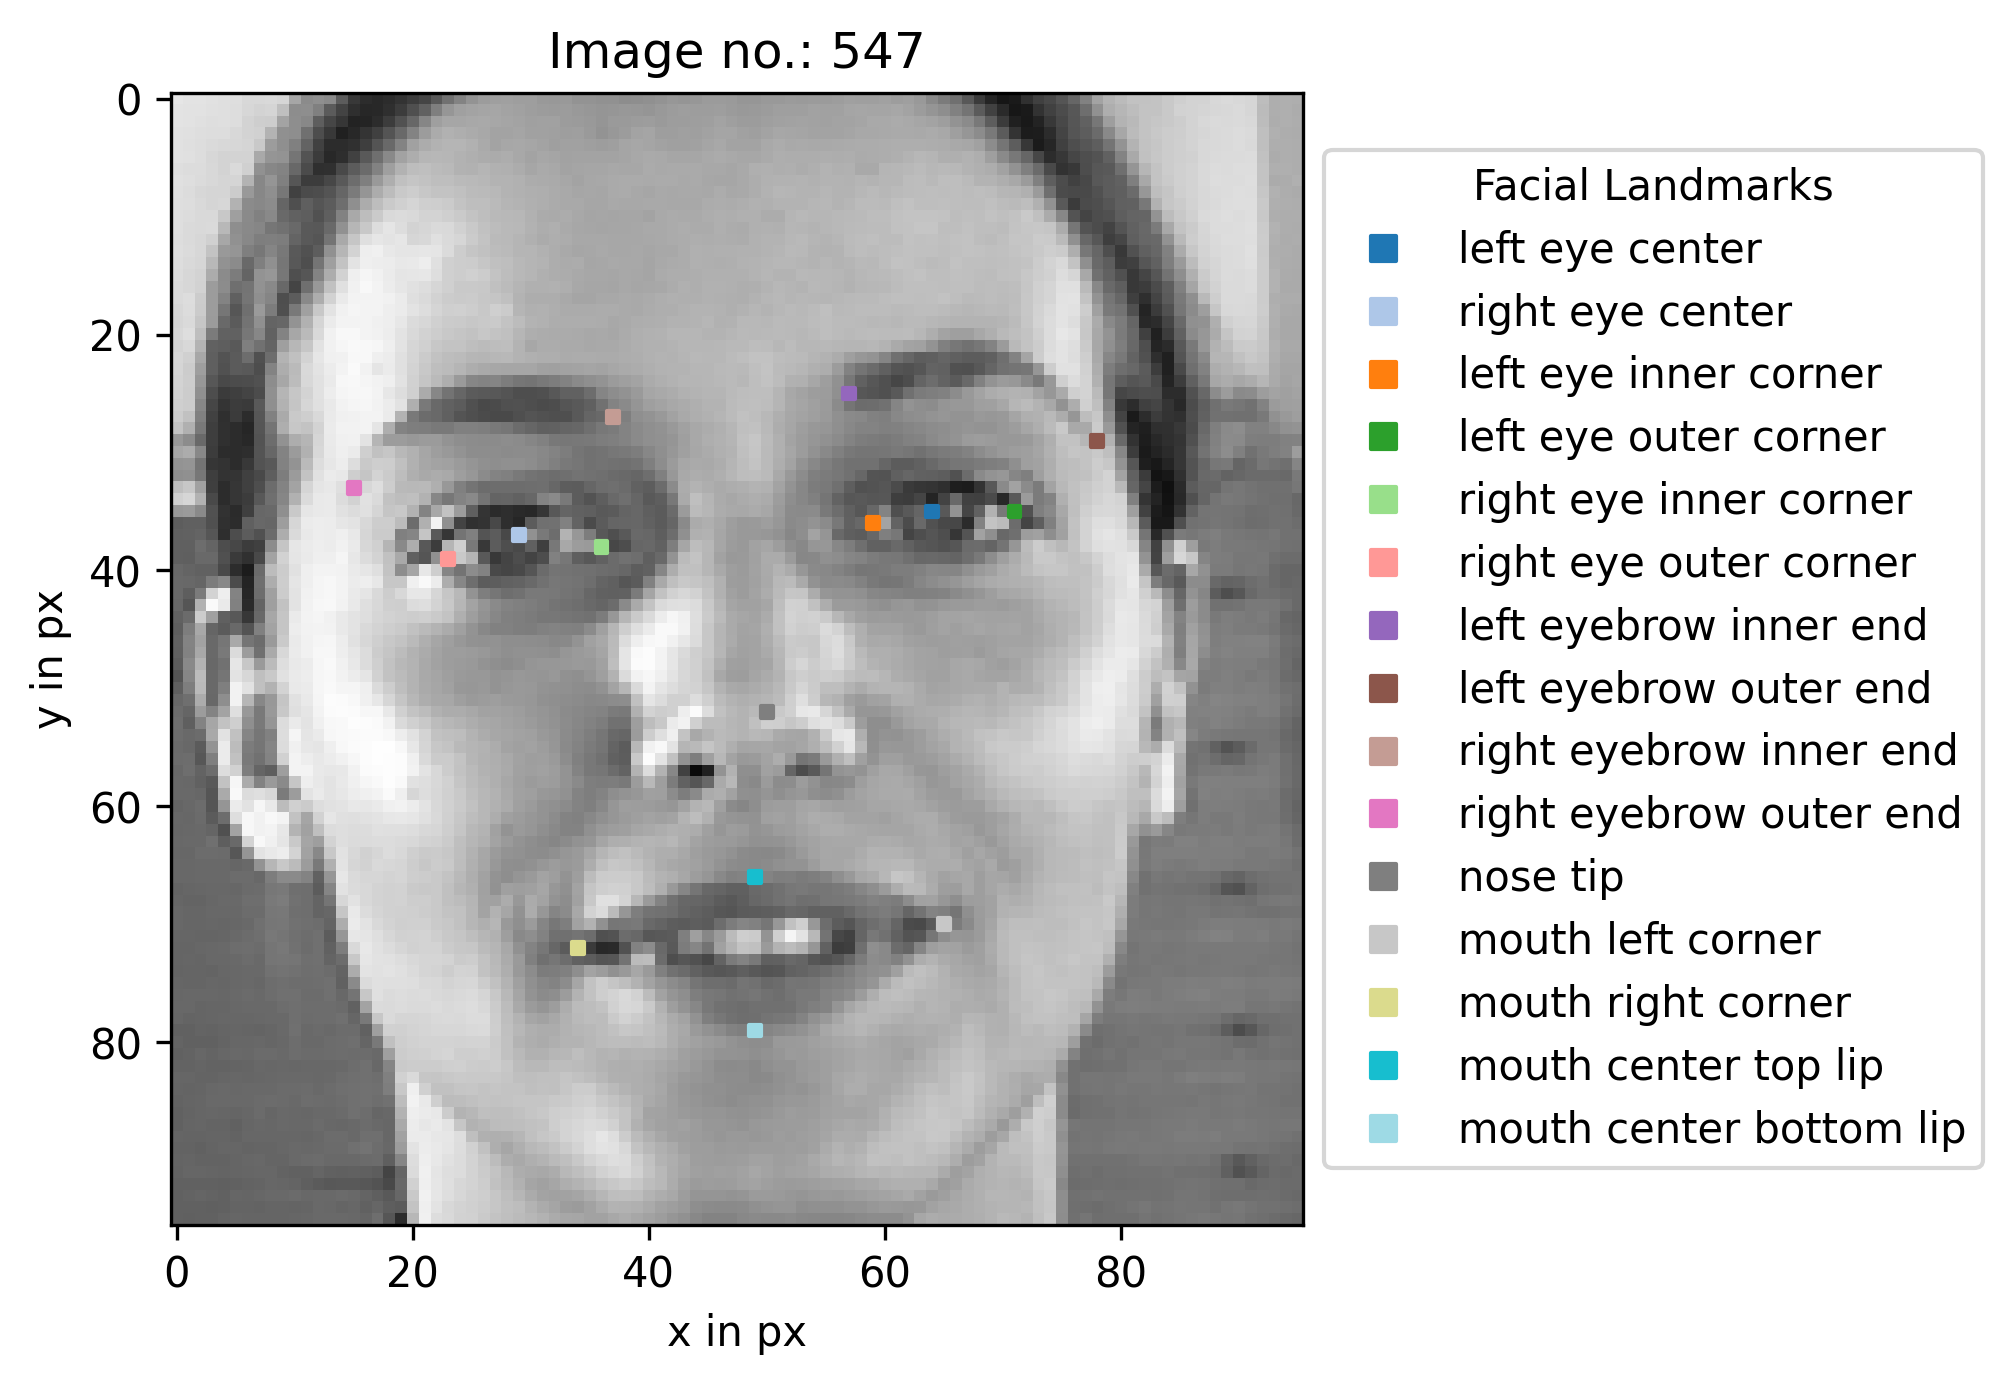 Image no.: 547
0
20
40
60
80
y in px
0 20 40 60 80
x in px
Facial Landmarks
left eye center
right eye center
left eye inner corner
left eye outer corner
right eye inner corner
right eye outer corner
left eyebrow inner end
left eyebrow outer end
right eyebrow inner end
right eyebrow outer end
nose tip
mouth left corner
mouth right corner
mouth center top lip
mouth center bottom lip